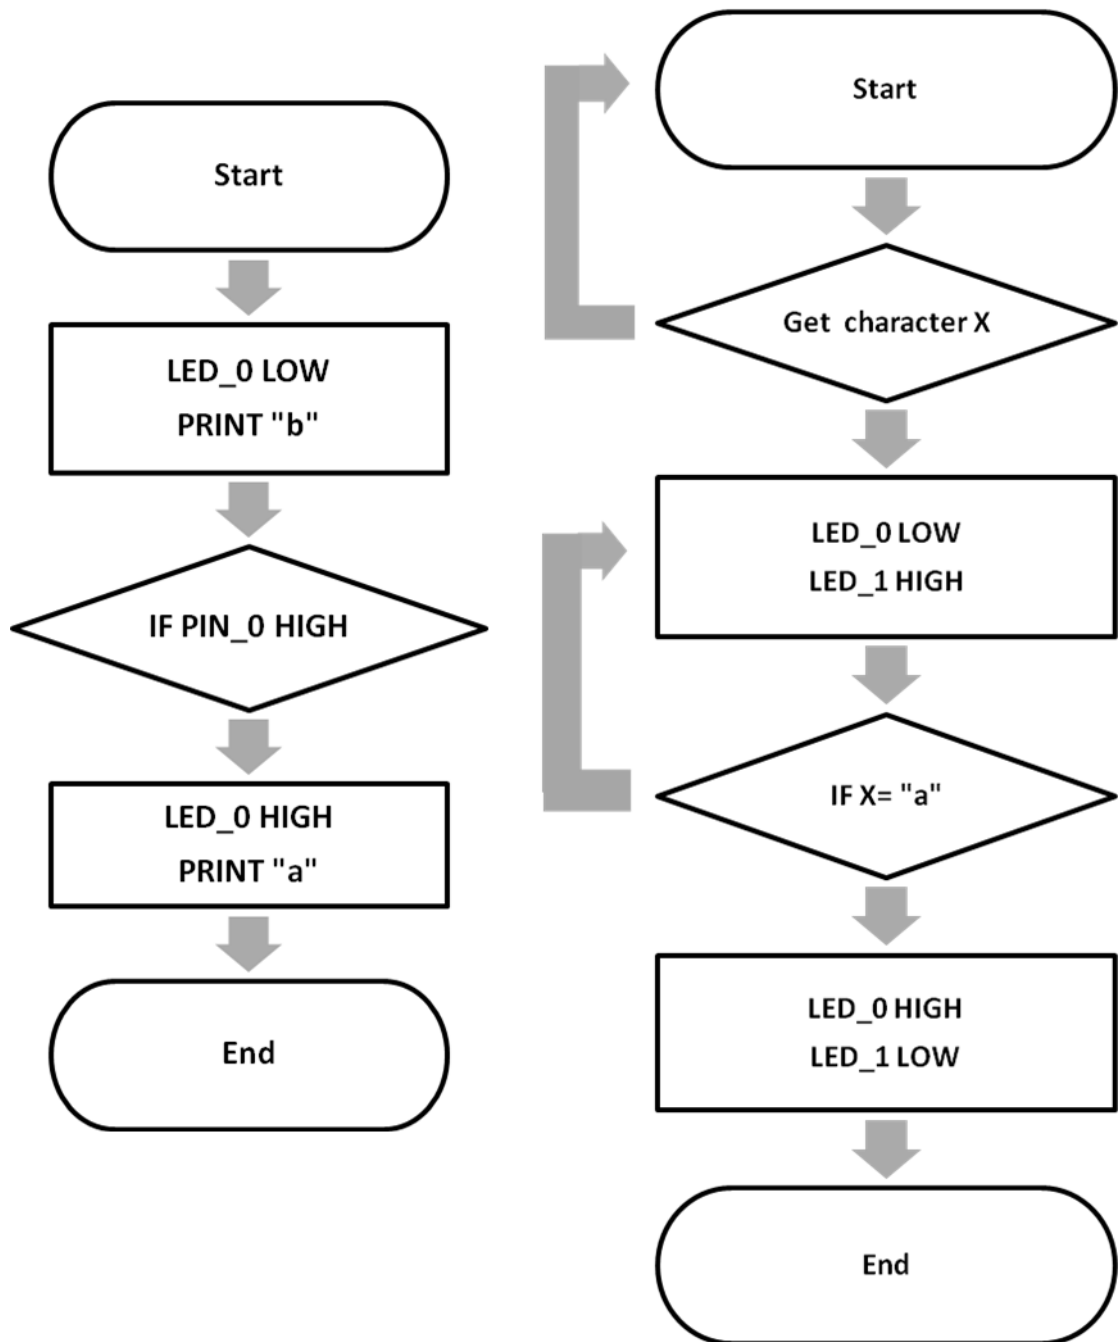 Start
LED_0 LOW
PRINT "b"
IF PIN_0 HIGH
LED_0 HIGH
PRINT "a"
End
Start
Get character X
LED_0 LOW
LED_1 HIGH
IF X= "a"
LED_0 HIGH
LED_1 LOW
End